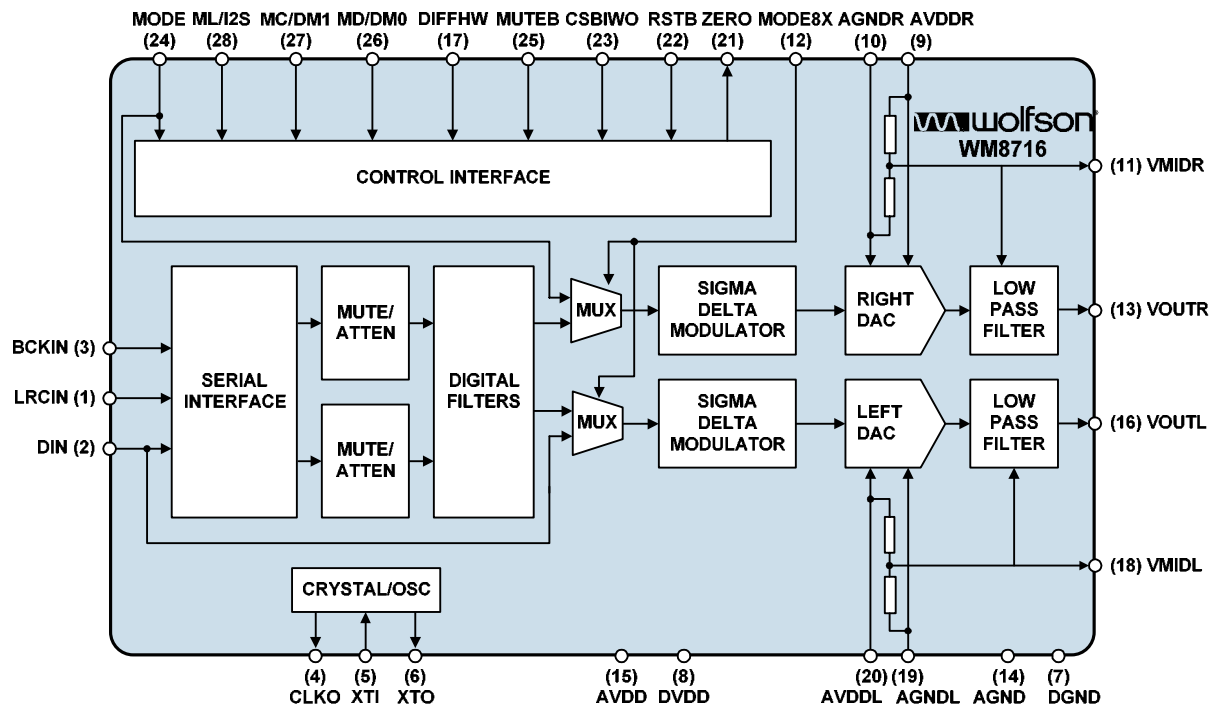 MODE ML/I2S MC/DM1 MD/DM0 DIFFHW MUTEB CSBIWO RSTB ZERO MODE8X AGNDR AVDDR
(24) (28) (27) (26) (17) (25) (23) (22) (21) (12) (10) (9)
wolfson
WM8716
CONTROL INTERFACE
(11) VMIDR
MUTE/
ATTEN
MUX
SIGMA
DELTA
MODULATOR
RIGHT
DAC
LOW
PASS
FILTER
(13) VOUTR
BCKIN (3)
LRCIN (1)
DIN (2)
SERIAL
INTERFACE
DIGITAL
FILTERS
MUTE/
ATTEN
MUX
SIGMA
DELTA
MODULATOR
LEFT
DAC
LOW
PASS
FILTER
(16) VOUTL
(18) VMIDL
CRYSTAL/OSC
(4) (5) (6) (15) (8) (20) (19) (14) (7)
CLKO XTI XTO AVDD DVDD AVDDL AGNDL AGND DGND